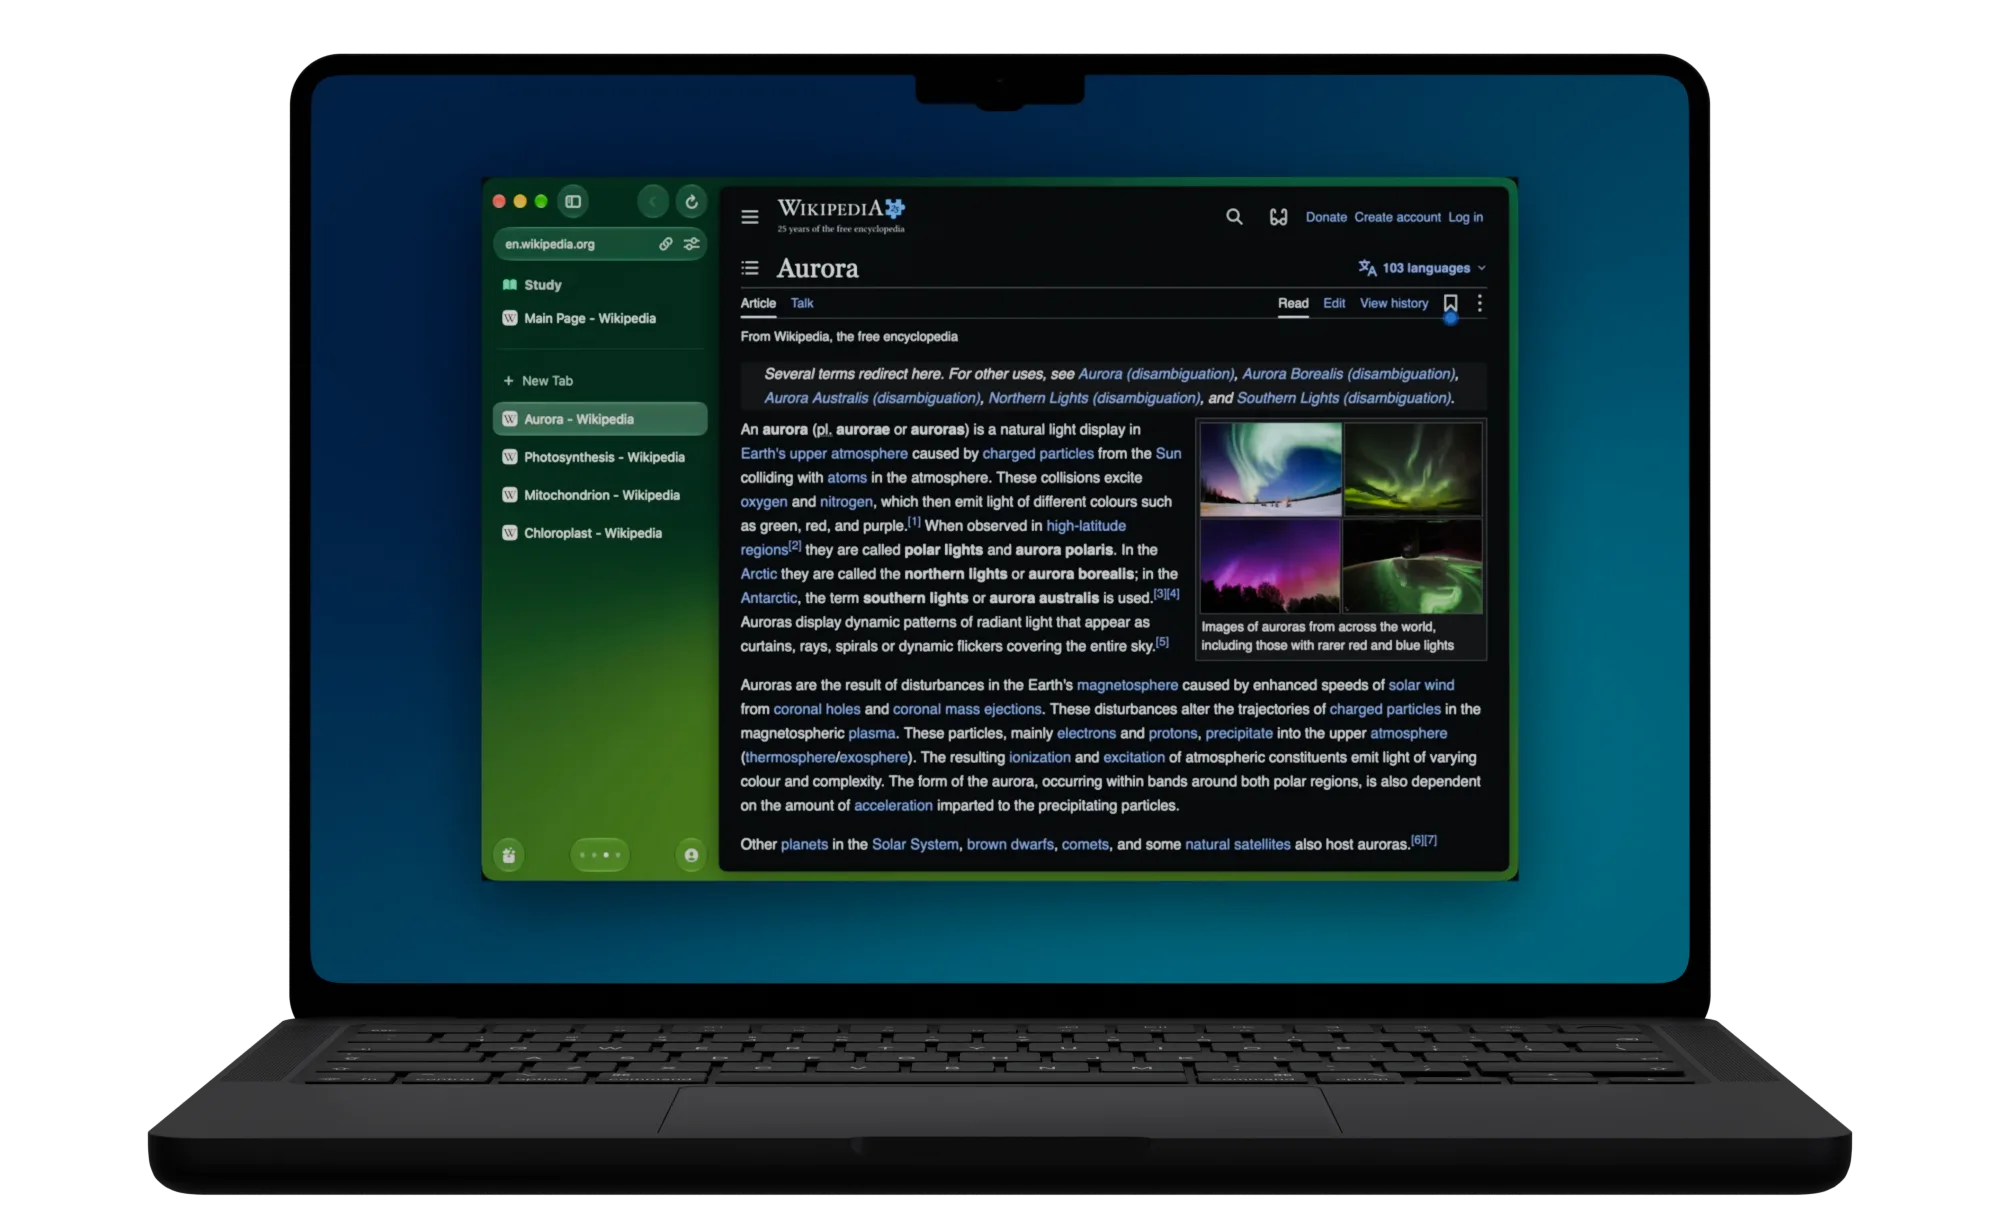 en.wikipedia.org
Study
Main Page - Wikipedia
+ New Tab
Aurora - Wikipedia
Photosynthesis - Wikipedia
Mitochondrion - Wikipedia
Chloroplast - Wikipedia
WIKIPEDIA
25 years of the free encyclopedia
Donate Create account Log in
Aurora
103 languages
Article Talk
Read Edit View history
From Wikipedia, the free encyclopedia
Several terms redirect here. For other uses, see Aurora (disambiguation), Aurora Borealis (disambiguation),
Aurora Australis (disambiguation), Northern Lights (disambiguation), and Southern Lights (disambiguation).
An aurora (pl. aurorae or auroras) is a natural light display in
Earth's upper atmosphere caused by charged particles from the Sun
colliding with atoms in the atmosphere. These collisions excite
oxygen and nitrogen, which then emit light of different colours such
as green, red, and purple.[1] When observed in high-latitude
regions[2] they are called polar lights and aurora polaris. In the
Arctic they are called the northern lights or aurora borealis; in the
Antarctic, the term southern lights or aurora australis is used.[3][4]
Auroras display dynamic patterns of radiant light that appear as
curtains, rays, spirals or dynamic flickers covering the entire sky.[5]
Images of auroras from across the world,
including those with rarer red and blue lights
Auroras are the result of disturbances in the Earth's magnetosphere caused by enhanced speeds of solar wind
from coronal holes and coronal mass ejections. These disturbances alter the trajectories of charged particles in the
magnetospheric plasma. These particles, mainly electrons and protons, precipitate into the upper atmosphere
(thermosphere/exosphere). The resulting ionization and excitation of atmospheric constituents emit light of varying
colour and complexity. The form of the aurora, occurring within bands around both polar regions, is also dependent
on the amount of acceleration imparted to the precipitating particles.
Other planets in the Solar System, brown dwarfs, comets, and some natural satellites also host auroras.[6][7]